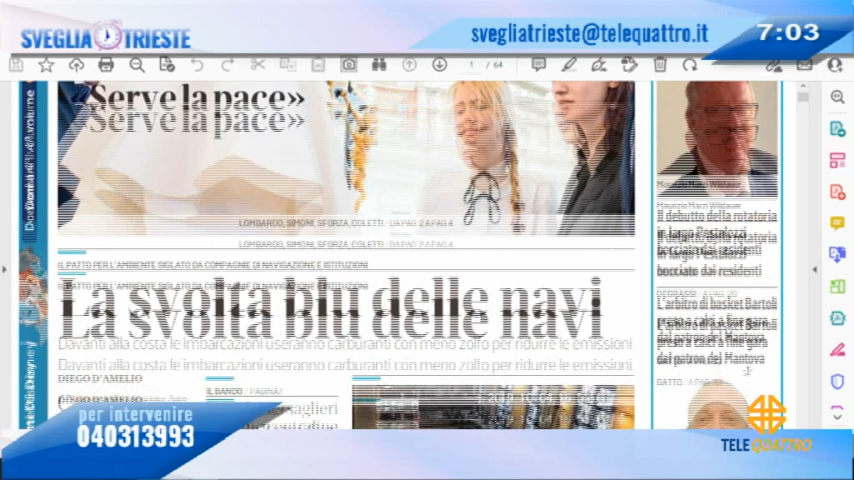 SVEGLIA TRIESTE
svegliatrieste@telequattro.it
7:03
1 / 64
«Serve la pace»
LOMBARDO, SIMONI, SFORZA, COLETTI / DA PAG. 2 A PAG. 4
IL PATTO PER L'AMBIENTE SIGLATO DA COMPAGNIE DI NAVIGAZIONE E ISTITUZIONI
La svolta blu delle navi
Davanti alla costa le imbarcazioni useranno carburanti con meno zolfo per ridurre le emissioni
DIEGO D'AMELIO
IL BANDO / PAGINA
Il debutto della rotatoria
in largo Pestalozzi
bocciato dai residenti
DEGRASSI / A PAG. 20
L'arbitro di basket Bartoli
preso a calci a fine gara
del patron del Mantova
GATTO / A PAG.
per intervenire
040313993
TELEQUATTRO